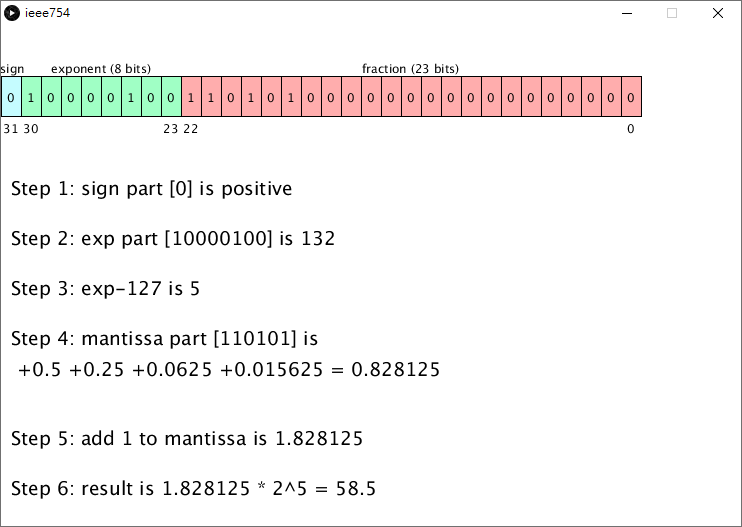 ieee754
sign exponent (8 bits) fraction (23 bits)
0 1 0 0 0 0 1 0 0 1 1 0 1 0 1 0 0 0 0 0 0 0 0 0 0 0 0 0 0 0 0 0
31 30 23 22 0
Step 1: sign part [0] is positive
Step 2: exp part [10000100] is 132
Step 3: exp-127 is 5
Step 4: mantissa part [110101] is
+0.5 +0.25 +0.0625 +0.015625 = 0.828125
Step 5: add 1 to mantissa is 1.828125
Step 6: result is 1.828125 * 2^5 = 58.5